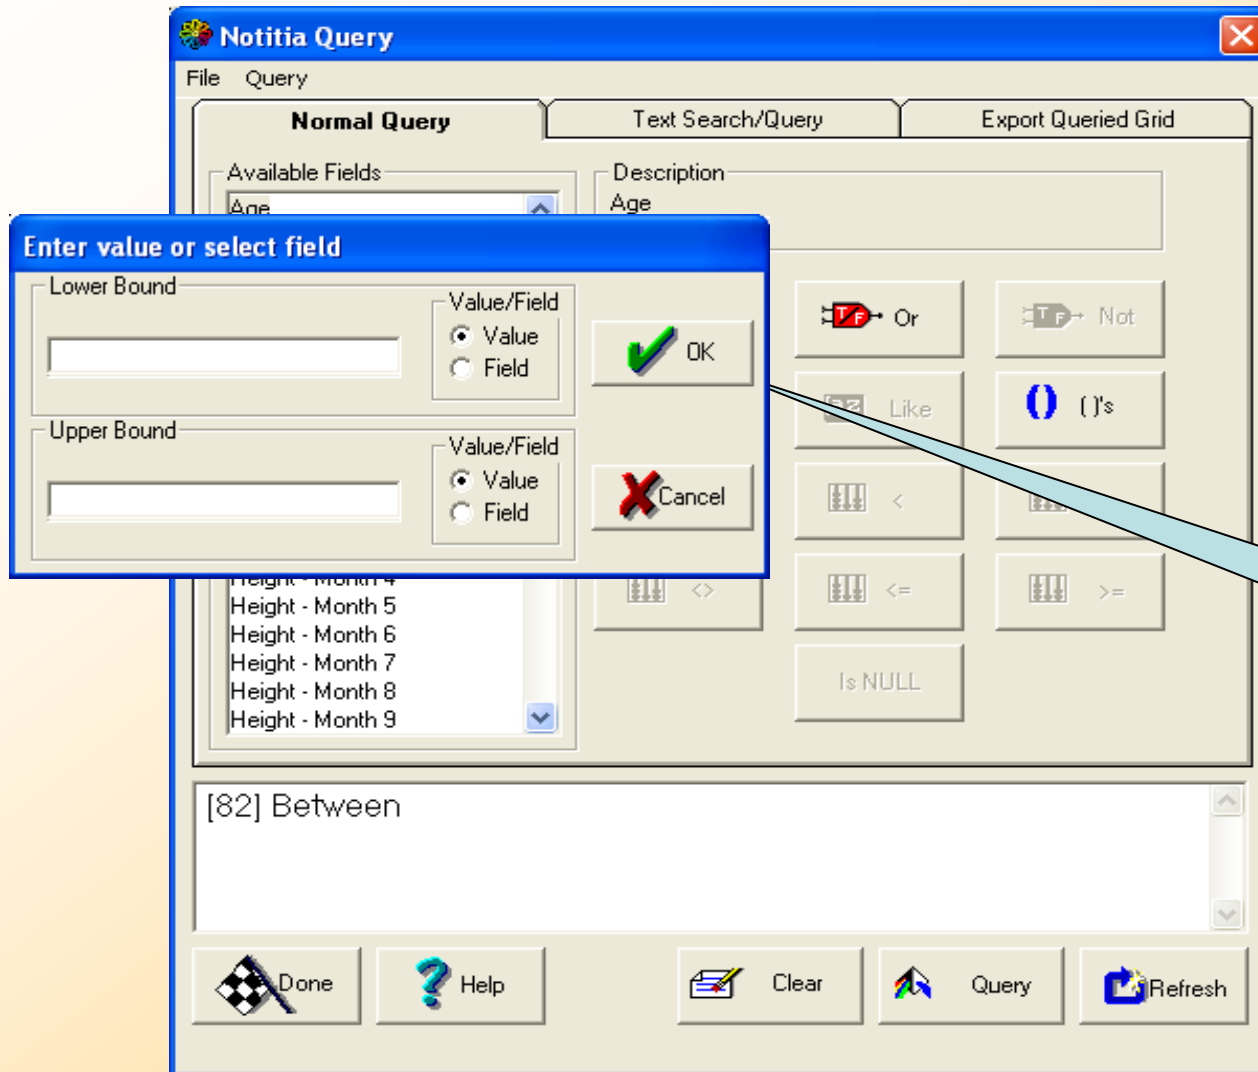 Notitia Query
File Query
Normal Query
Text Search/Query
Export Queried Grid
Available Fields
Age
Description
Age
Enter value or select field
Lower Bound
Value/Field
Value
Field
OK
Upper Bound
Value/Field
Value
Field
Cancel
Or
Not
Like
( )'s
<
<>
<=
>=
Is NULL
Height - Month 4
Height - Month 5
Height - Month 6
Height - Month 7
Height - Month 8
Height - Month 9
[82] Between
Done
Help
Clear
Query
Refresh